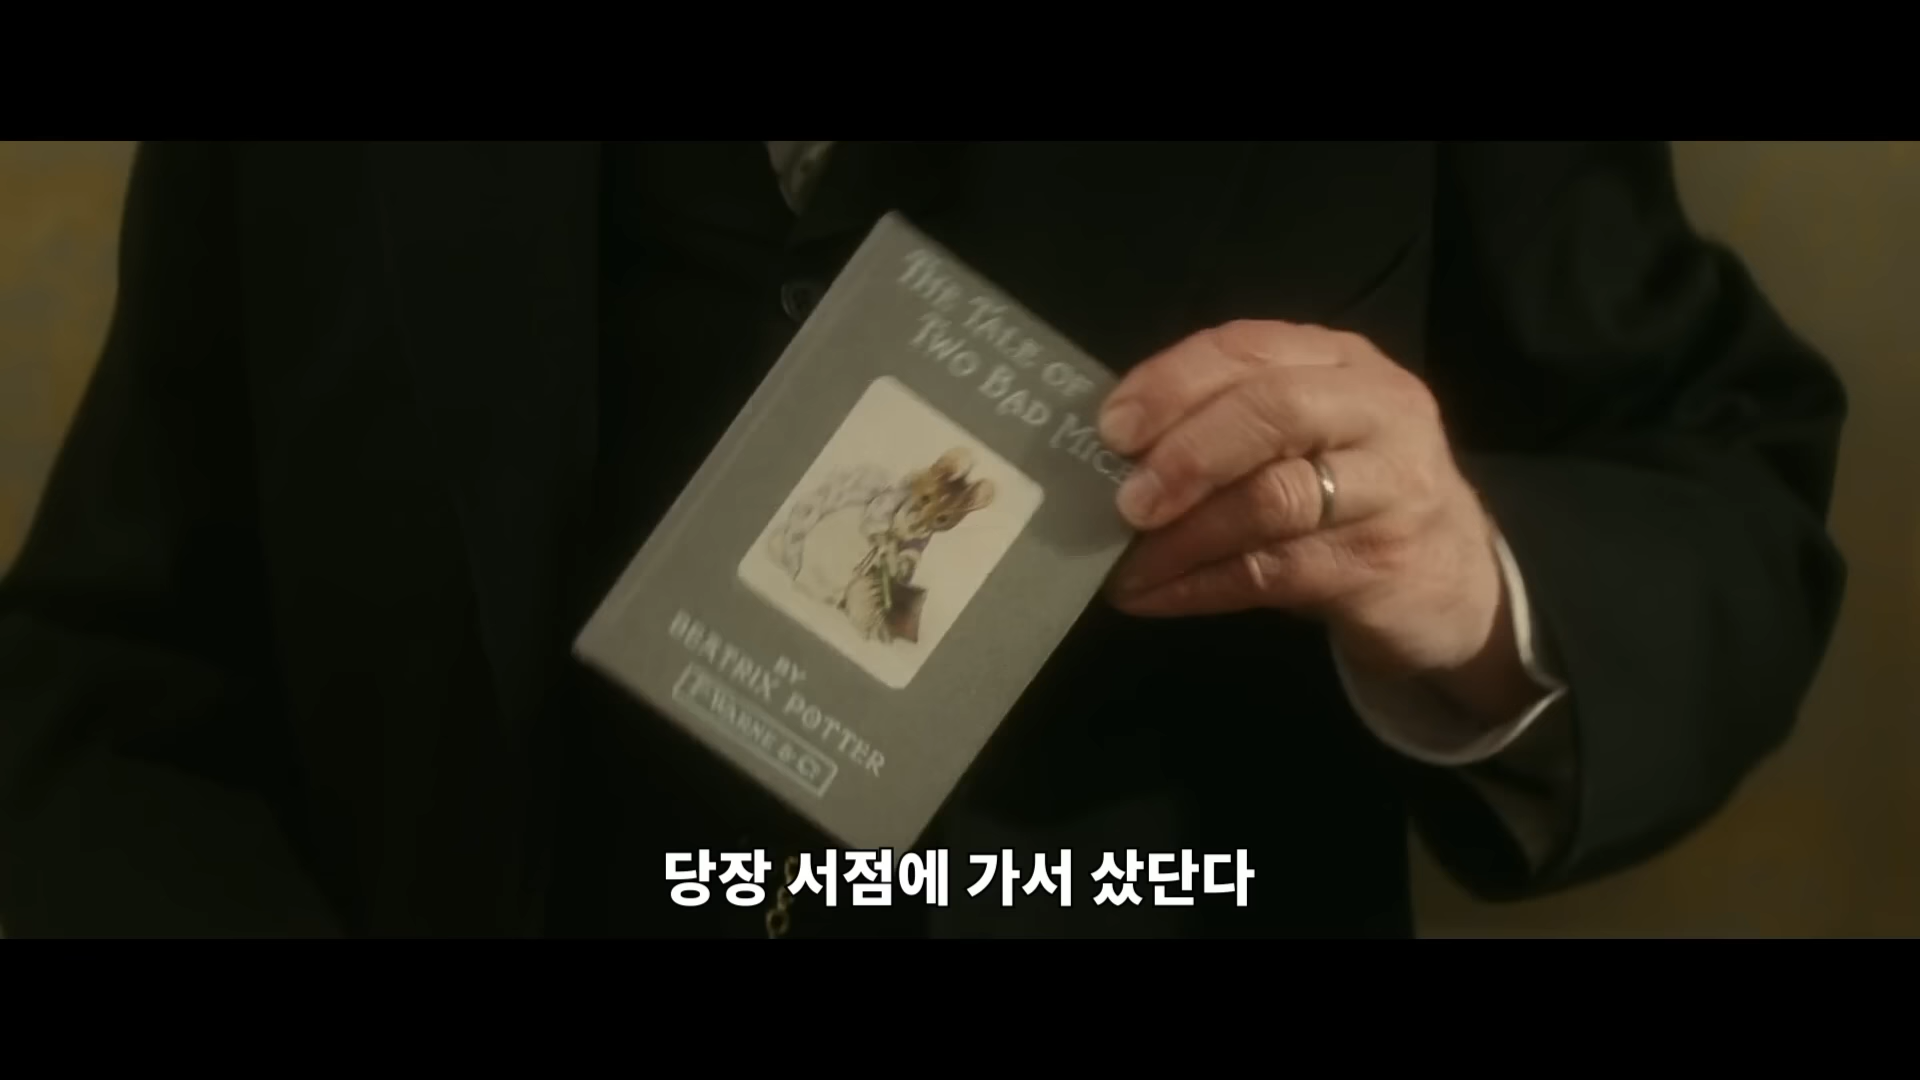 THE TALE OF
TWO BAD MICE
BY
BEATRIX POTTER
F. WARNE & Co
당장 서점에 가서 샀단다